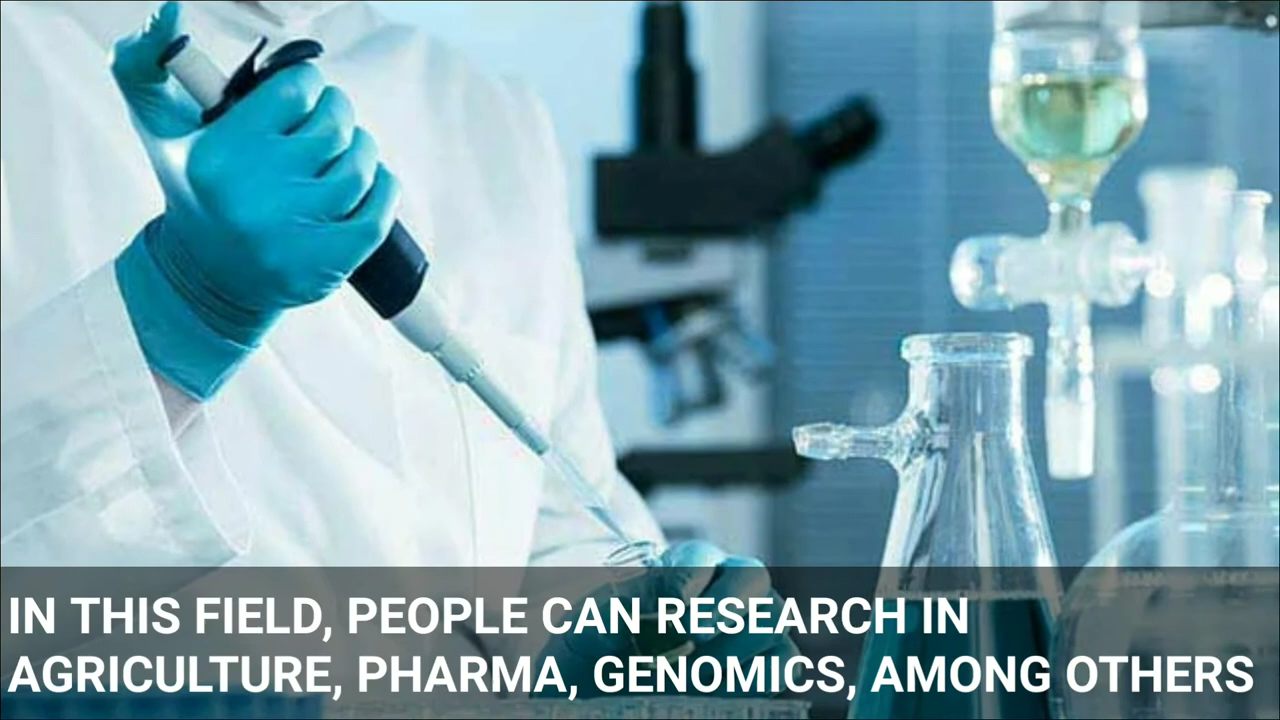 IN THIS FIELD, PEOPLE CAN RESEARCH IN
AGRICULTURE, PHARMA, GENOMICS, AMONG OTHERS